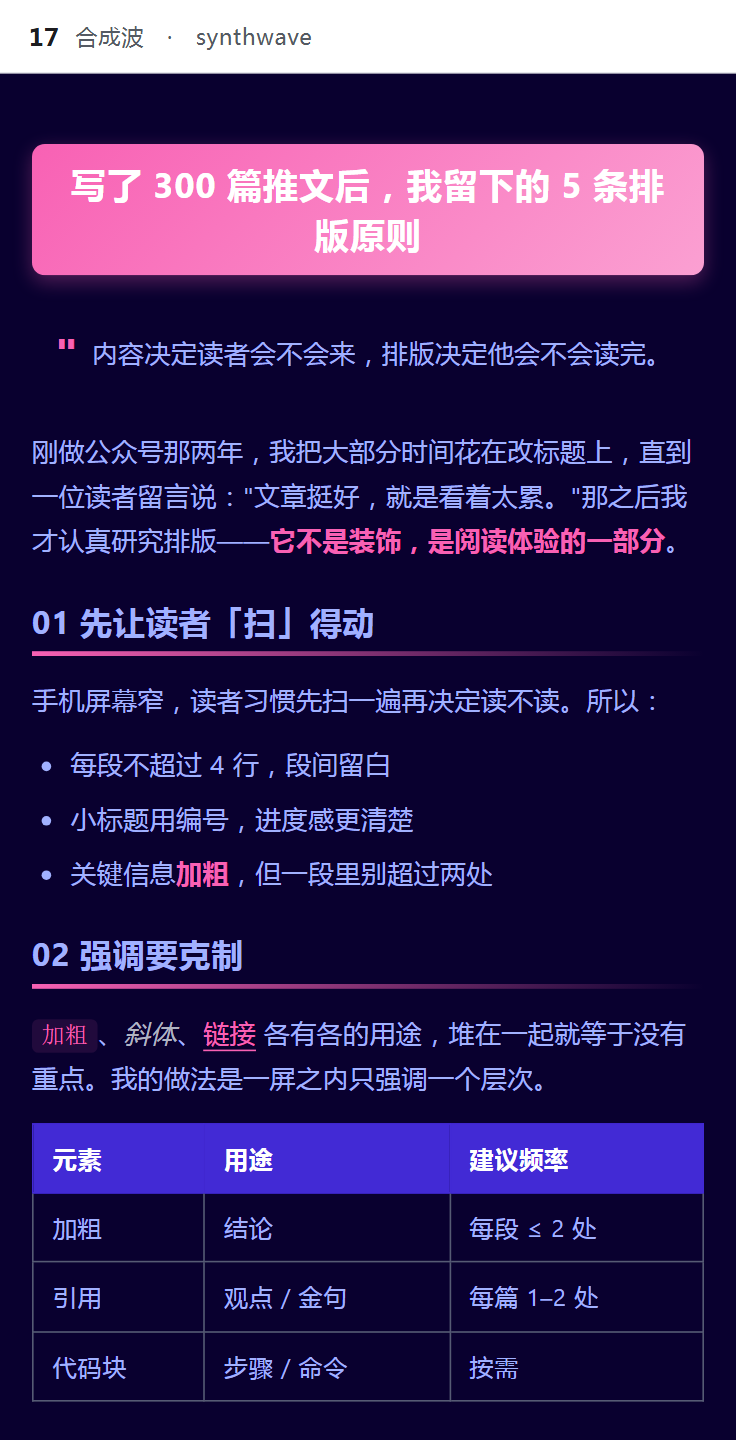 17 合成波 · synthwave
写了 300 篇推文后，我留下的 5 条排
版原则
" 内容决定读者会不会来，排版决定他会不会读完。
刚做公众号那两年，我把大部分时间花在改标题上，直到
一位读者留言说："文章挺好，就是看着太累。"那之后我
才认真研究排版——它不是装饰，是阅读体验的一部分。
01 先让读者「扫」得动
手机屏幕窄，读者习惯先扫一遍再决定读不读。所以：
• 每段不超过 4 行，段间留白
• 小标题用编号，进度感更清楚
• 关键信息加粗，但一段里别超过两处
02 强调要克制
加粗、斜体、链接 各有各的用途，堆在一起就等于没有
重点。我的做法是一屏之内只强调一个层次。
元素 用途 建议频率
加粗 结论 每段 ≤ 2 处
引用 观点 / 金句 每篇 1–2 处
代码块 步骤 / 命令 按需